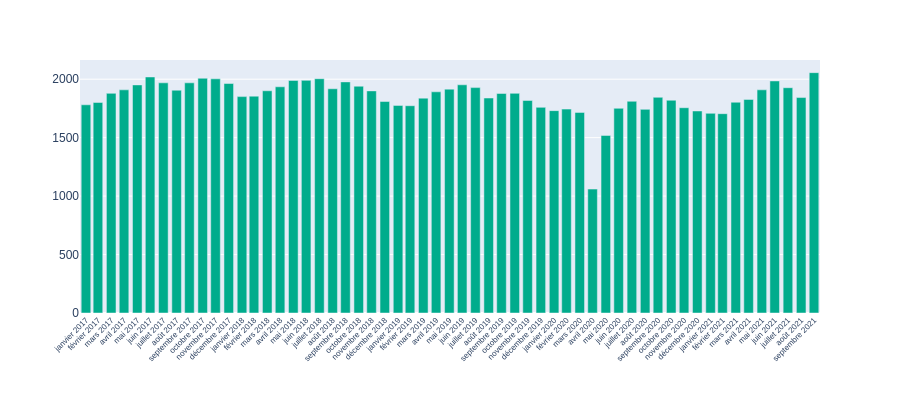 2000
1500
1000
500
0
janvier 2017
février 2017
mars 2017
avril 2017
mai 2017
juin 2017
juillet 2017
août 2017
septembre 2017
octobre 2017
novembre 2017
décembre 2017
janvier 2018
février 2018
mars 2018
avril 2018
mai 2018
juin 2018
juillet 2018
août 2018
septembre 2018
octobre 2018
novembre 2018
décembre 2018
janvier 2019
février 2019
mars 2019
avril 2019
mai 2019
juin 2019
juillet 2019
août 2019
septembre 2019
octobre 2019
novembre 2019
décembre 2019
janvier 2020
février 2020
mars 2020
avril 2020
mai 2020
juin 2020
juillet 2020
août 2020
septembre 2020
octobre 2020
novembre 2020
décembre 2020
janvier 2021
février 2021
mars 2021
avril 2021
mai 2021
juin 2021
juillet 2021
août 2021
septembre 2021